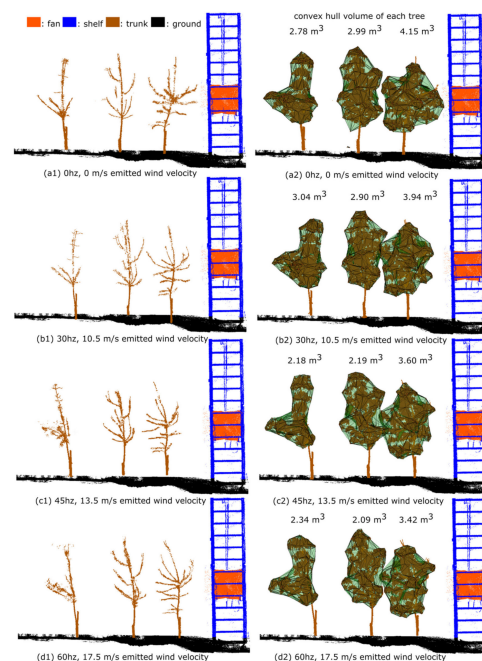 : fan : shelf : trunk : ground
convex hull volume of each tree
2.78 m³ 2.99 m³ 4.15 m³
(a1) 0hz, 0 m/s emitted wind velocity
(a2) 0hz, 0 m/s emitted wind velocity
3.04 m³ 2.90 m³ 3.94 m³
(b1) 30hz, 10.5 m/s emitted wind velocity
(b2) 30hz, 10.5 m/s emitted wind velocity
2.18 m³ 2.19 m³ 3.60 m³
(c1) 45hz, 13.5 m/s emitted wind velocity
(c2) 45hz, 13.5 m/s emitted wind velocity
2.34 m³ 2.09 m³ 3.42 m³
(d1) 60hz, 17.5 m/s emitted wind velocity
(d2) 60hz, 17.5 m/s emitted wind velocity